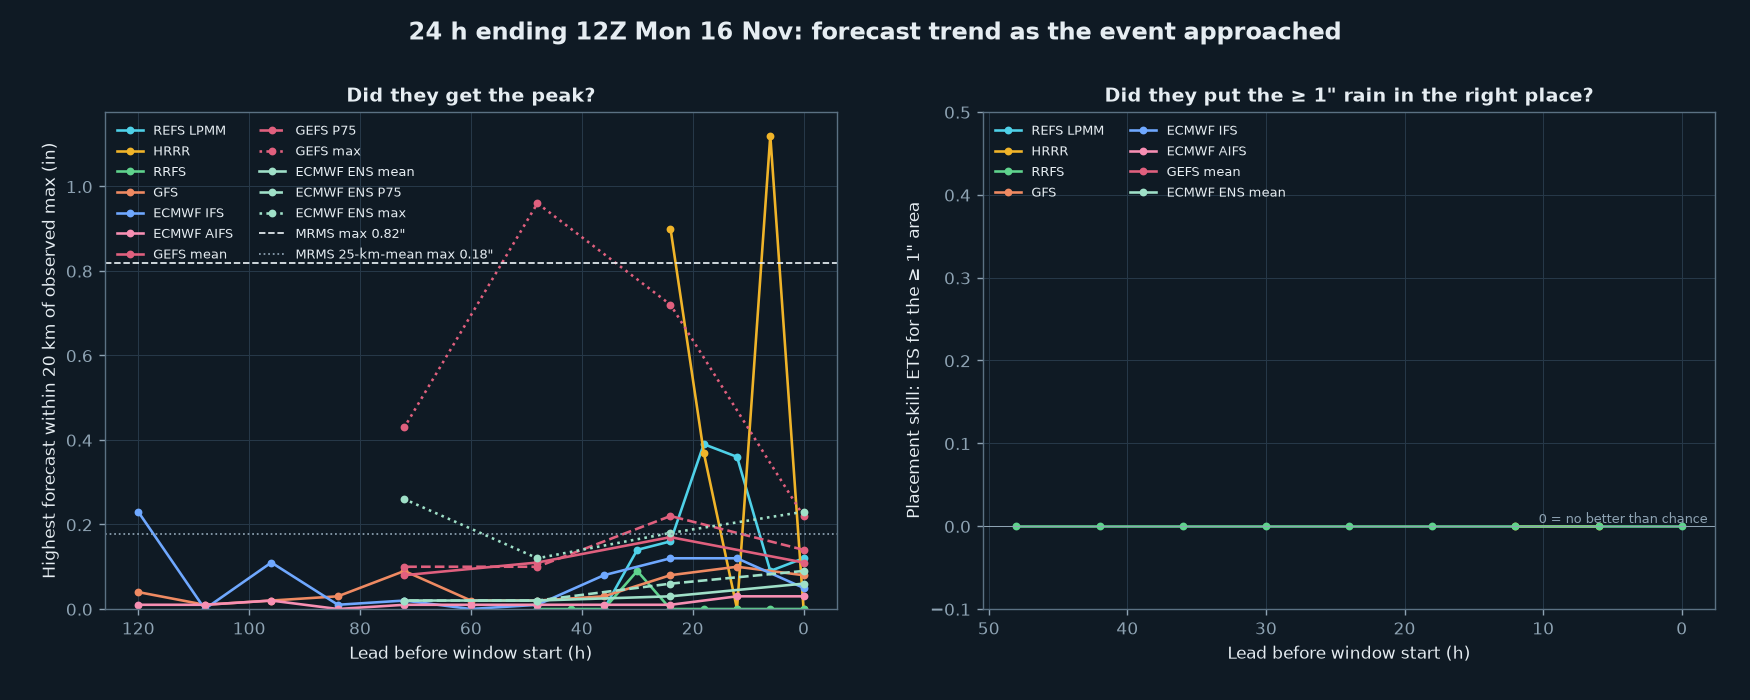 24 h ending 12Z Mon 16 Nov: forecast trend as the event approached
Did they get the peak?
Highest forecast within 20 km of observed max (in)
1.0
0.8
0.6
0.4
0.2
0.0
REFS LPMM
HRRR
RRFS
GFS
ECMWF IFS
ECMWF AIFS
GEFS mean
GEFS P75
GEFS max
ECMWF ENS mean
ECMWF ENS P75
ECMWF ENS max
MRMS max 0.82"
MRMS 25-km-mean max 0.18"
120 100 80 60 40 20 0
Lead before window start (h)
Did they put the ≥ 1" rain in the right place?
Placement skill: ETS for the ≥ 1" area
0.5
0.4
0.3
0.2
0.1
0.0
−0.1
REFS LPMM
HRRR
RRFS
GFS
ECMWF IFS
ECMWF AIFS
GEFS mean
ECMWF ENS mean
0 = no better than chance
50 40 30 20 10 0
Lead before window start (h)